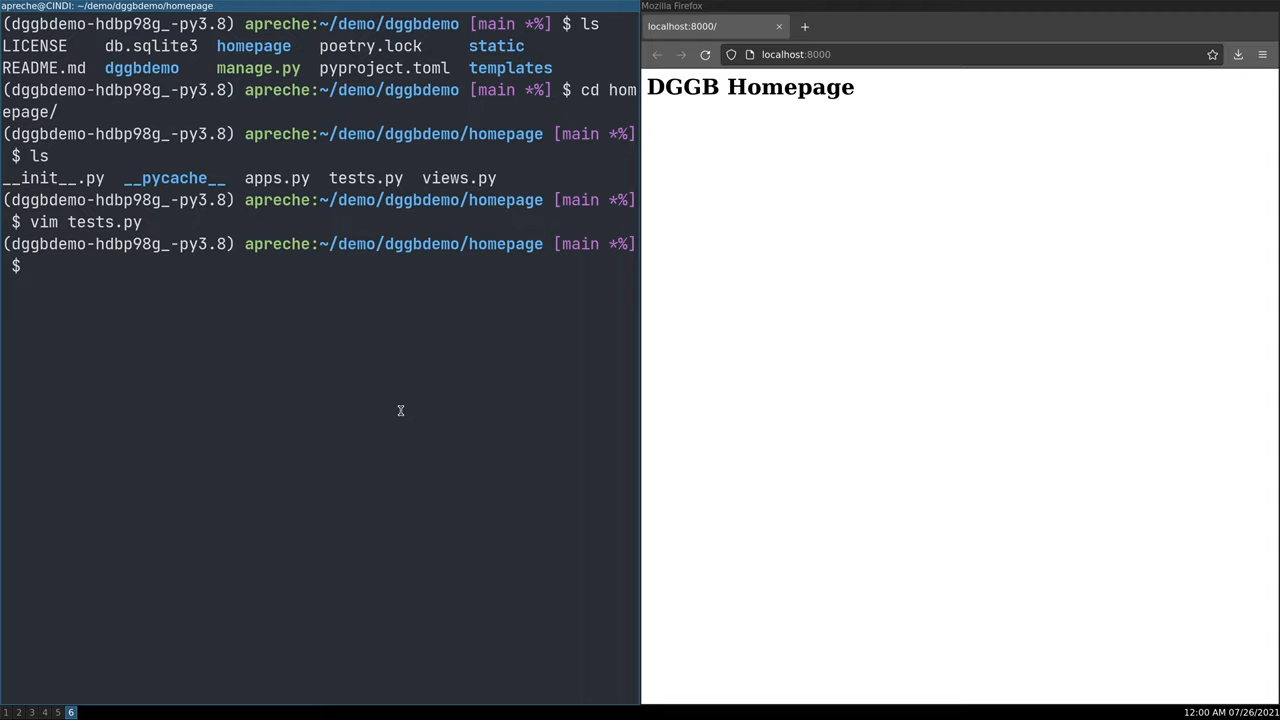 apreche@CINDI: ~/demo/dggbdemo/homepage
(dggbdemo-hdbp98g_-py3.8) apreche:~/demo/dggbdemo [main *%] $ ls
LICENSE db.sqlite3 homepage poetry.lock static
README.md dggbdemo manage.py pyproject.toml templates
(dggbdemo-hdbp98g_-py3.8) apreche:~/demo/dggbdemo [main *%] $ cd hom
epage/
(dggbdemo-hdbp98g_-py3.8) apreche:~/demo/dggbdemo/homepage [main *%]
$ ls
__init__.py __pycache__ apps.py tests.py views.py
(dggbdemo-hdbp98g_-py3.8) apreche:~/demo/dggbdemo/homepage [main *%]
$ vim tests.py
(dggbdemo-hdbp98g_-py3.8) apreche:~/demo/dggbdemo/homepage [main *%]
$
Mozilla Firefox
localhost:8000/
localhost:8000
DGGB Homepage
1 2 3 4 5 6
12:00 AM 07/26/2021